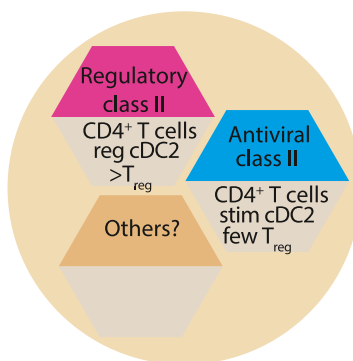 Regulatory
class II
CD4⁺ T cells
reg cDC2
>Treg
Antiviral
class II
CD4⁺ T cells
stim cDC2
few Treg
Others?